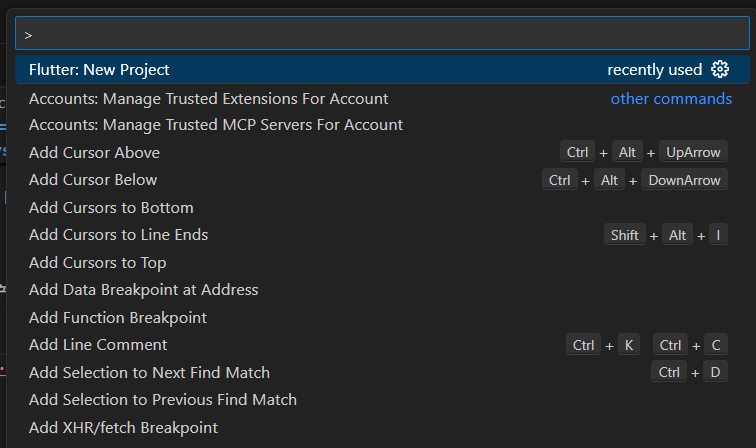 >
Flutter: New Project recently used
Accounts: Manage Trusted Extensions For Account other commands
Accounts: Manage Trusted MCP Servers For Account
Add Cursor Above Ctrl + Alt + UpArrow
Add Cursor Below Ctrl + Alt + DownArrow
Add Cursors to Bottom
Add Cursors to Line Ends Shift + Alt + I
Add Cursors to Top
Add Data Breakpoint at Address
Add Function Breakpoint
Add Line Comment Ctrl + K Ctrl + C
Add Selection to Next Find Match Ctrl + D
Add Selection to Previous Find Match
Add XHR/fetch Breakpoint